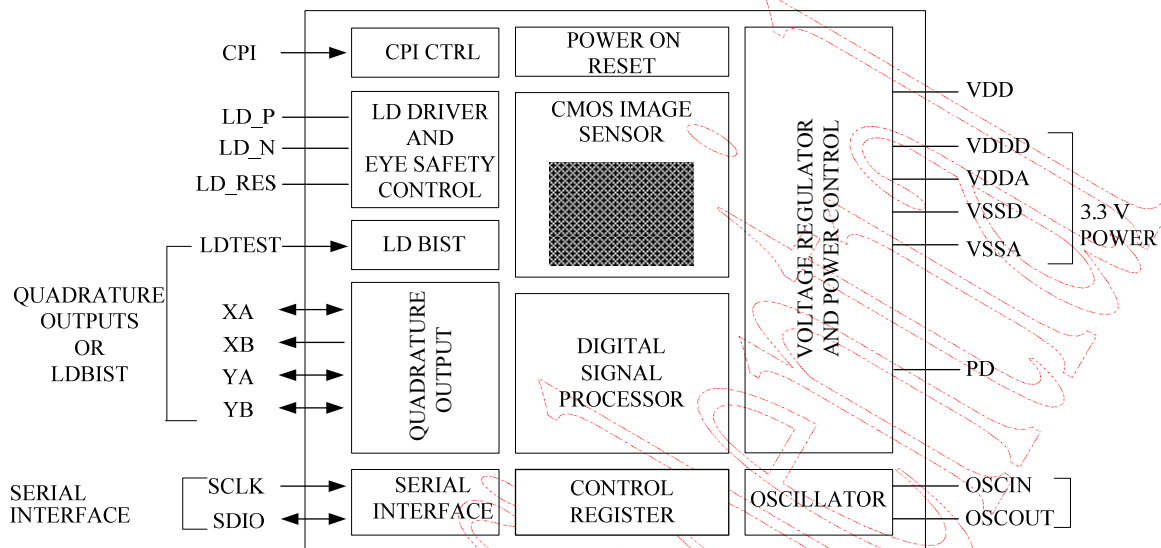 CPI
LD_P
LD_N
LD_RES
LDTEST
QUADRATURE
OUTPUTS
OR
LDBIST
XA
XB
YA
YB
SERIAL
INTERFACE
SCLK
SDIO
CPI CTRL
LD DRIVER
AND
EYE SAFETY
CONTROL
LD BIST
QUADRATURE
OUTPUT
SERIAL
INTERFACE
POWER ON
RESET
CMOS IMAGE
SENSOR
DIGITAL
SIGNAL
PROCESSOR
CONTROL
REGISTER
VOLTAGE REGULATOR
AND POWER CONTROL
OSCILLATOR
VDD
VDDD
VDDA
VSSD
VSSA
3.3 V
POWER
PD
OSCIN
OSCOUT